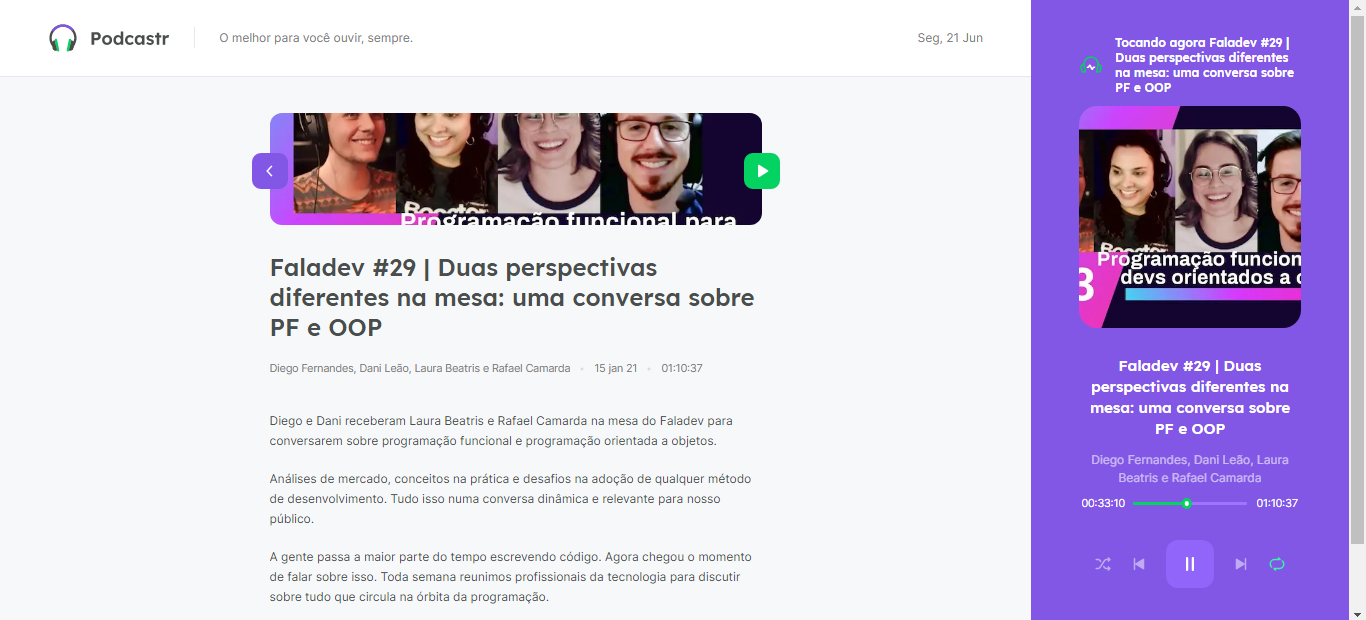 Podcastr
O melhor para você ouvir, sempre.
Seg, 21 Jun
Programação funcional para
Faladev #29 | Duas perspectivas
diferentes na mesa: uma conversa sobre
PF e OOP
Diego Fernandes, Dani Leão, Laura Beatris e Rafael Camarda
15 jan 21
01:10:37
Diego e Dani receberam Laura Beatris e Rafael Camarda na mesa do Faladev para
conversarem sobre programação funcional e programação orientada a objetos.
Análises de mercado, conceitos na prática e desafios na adoção de qualquer método
de desenvolvimento. Tudo isso numa conversa dinâmica e relevante para nosso
público.
A gente passa a maior parte do tempo escrevendo código. Agora chegou o momento
de falar sobre isso. Toda semana reunimos profissionais da tecnologia para discutir
sobre tudo que circula na órbita da programação.
Tocando agora Faladev #29 |
Duas perspectivas diferentes
na mesa: uma conversa sobre
PF e OOP
Programação funcion
3 devs orientados a
Faladev #29 | Duas
perspectivas diferentes na
mesa: uma conversa sobre
PF e OOP
Diego Fernandes, Dani Leão, Laura
Beatris e Rafael Camarda
00:33:10
01:10:37